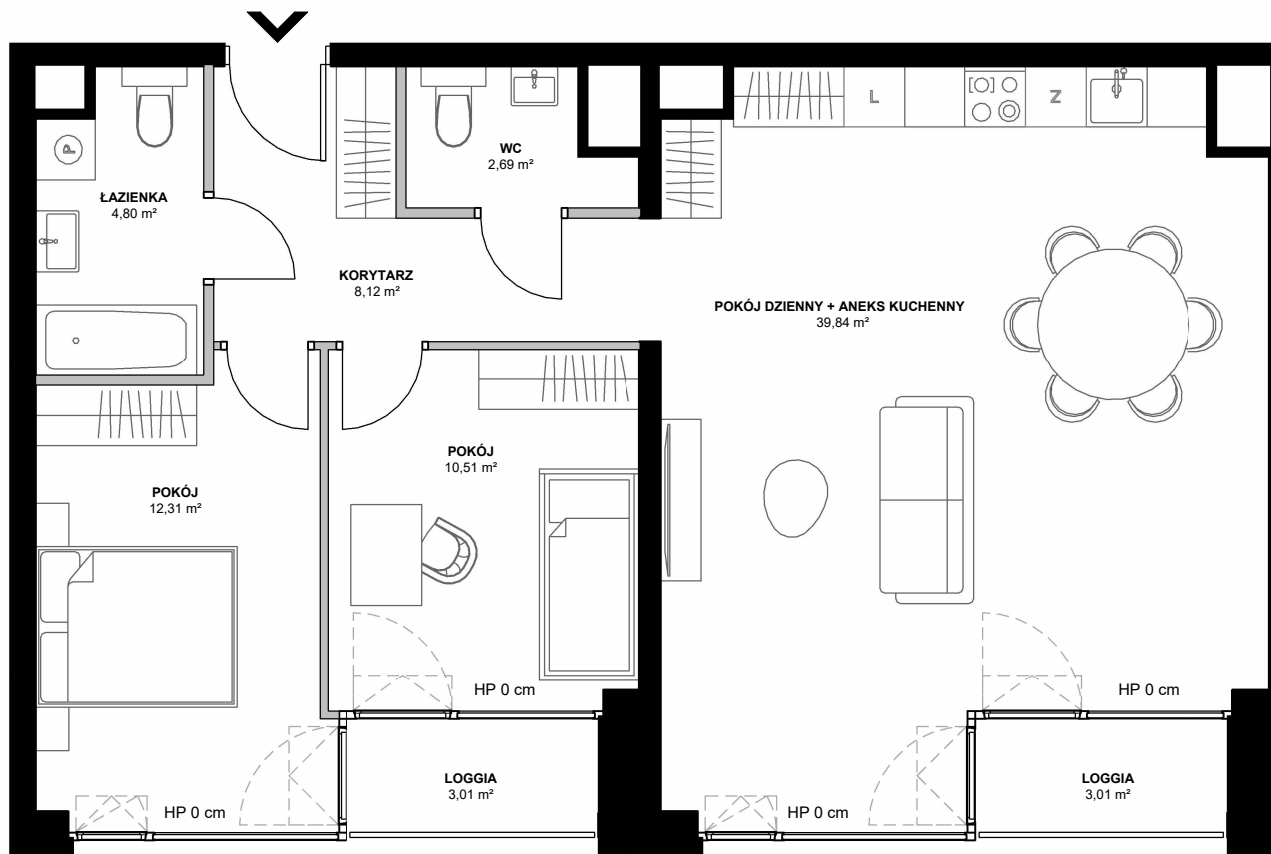 WC
2,69 m²
L
Z
P
ŁAZIENKA
4,80 m²
KORYTARZ
8,12 m²
POKÓJ DZIENNY + ANEKS KUCHENNY
39,84 m²
POKÓJ
10,51 m²
POKÓJ
12,31 m²
HP 0 cm
HP 0 cm
LOGGIA
3,01 m²
LOGGIA
3,01 m²
HP 0 cm
HP 0 cm